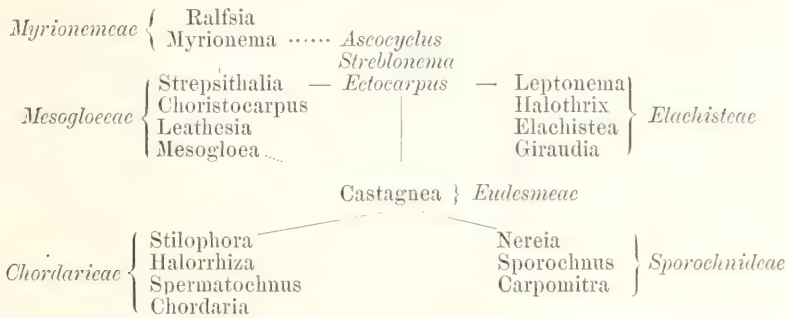 Ralfsia
Myrionemeae { Myrionema ...... Ascocyclus
Streblonema
Strepsithalia — Ectocarpus — Leptonema
Choristocarpus Halothrix
Mesogloeeae { Leathesia Elachistea } Elachisteae
Mesogloea Giraudia
Castagnea } Eudesmeae
Stilophora Nereia
Halorrhiza Sporochnus } Sporochnideae
Chordarieae { Spermatochnus Carpomitra
Chordaria